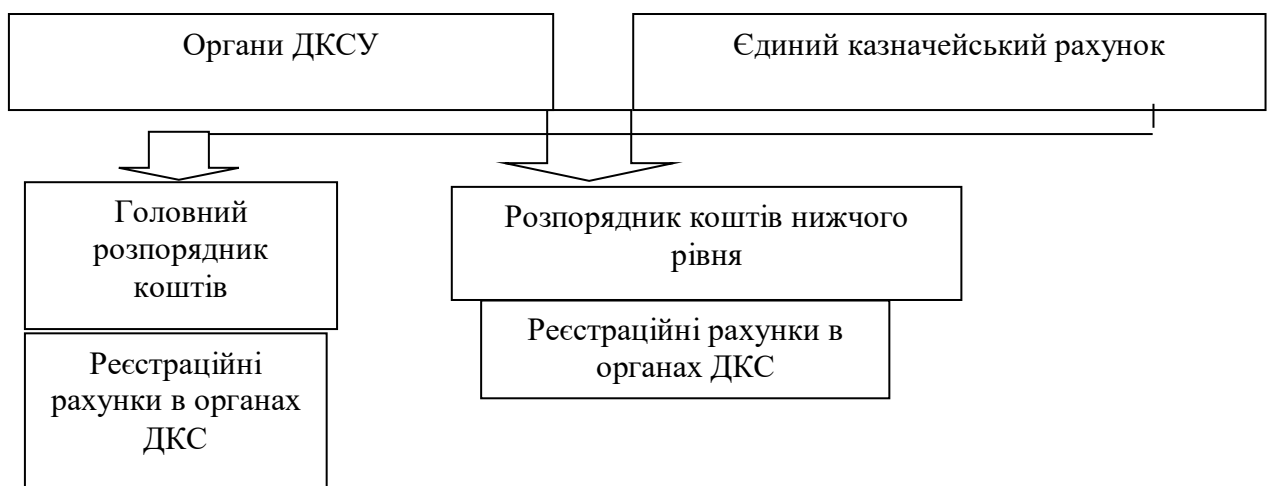 Органи ДКСУ
Єдиний казначейський рахунок
Головний
розпорядник
коштів
Розпорядник коштів нижчого
рівня
Реєстраційні
рахунки в органах
ДКС
Реєстраційні рахунки в
органах ДКС